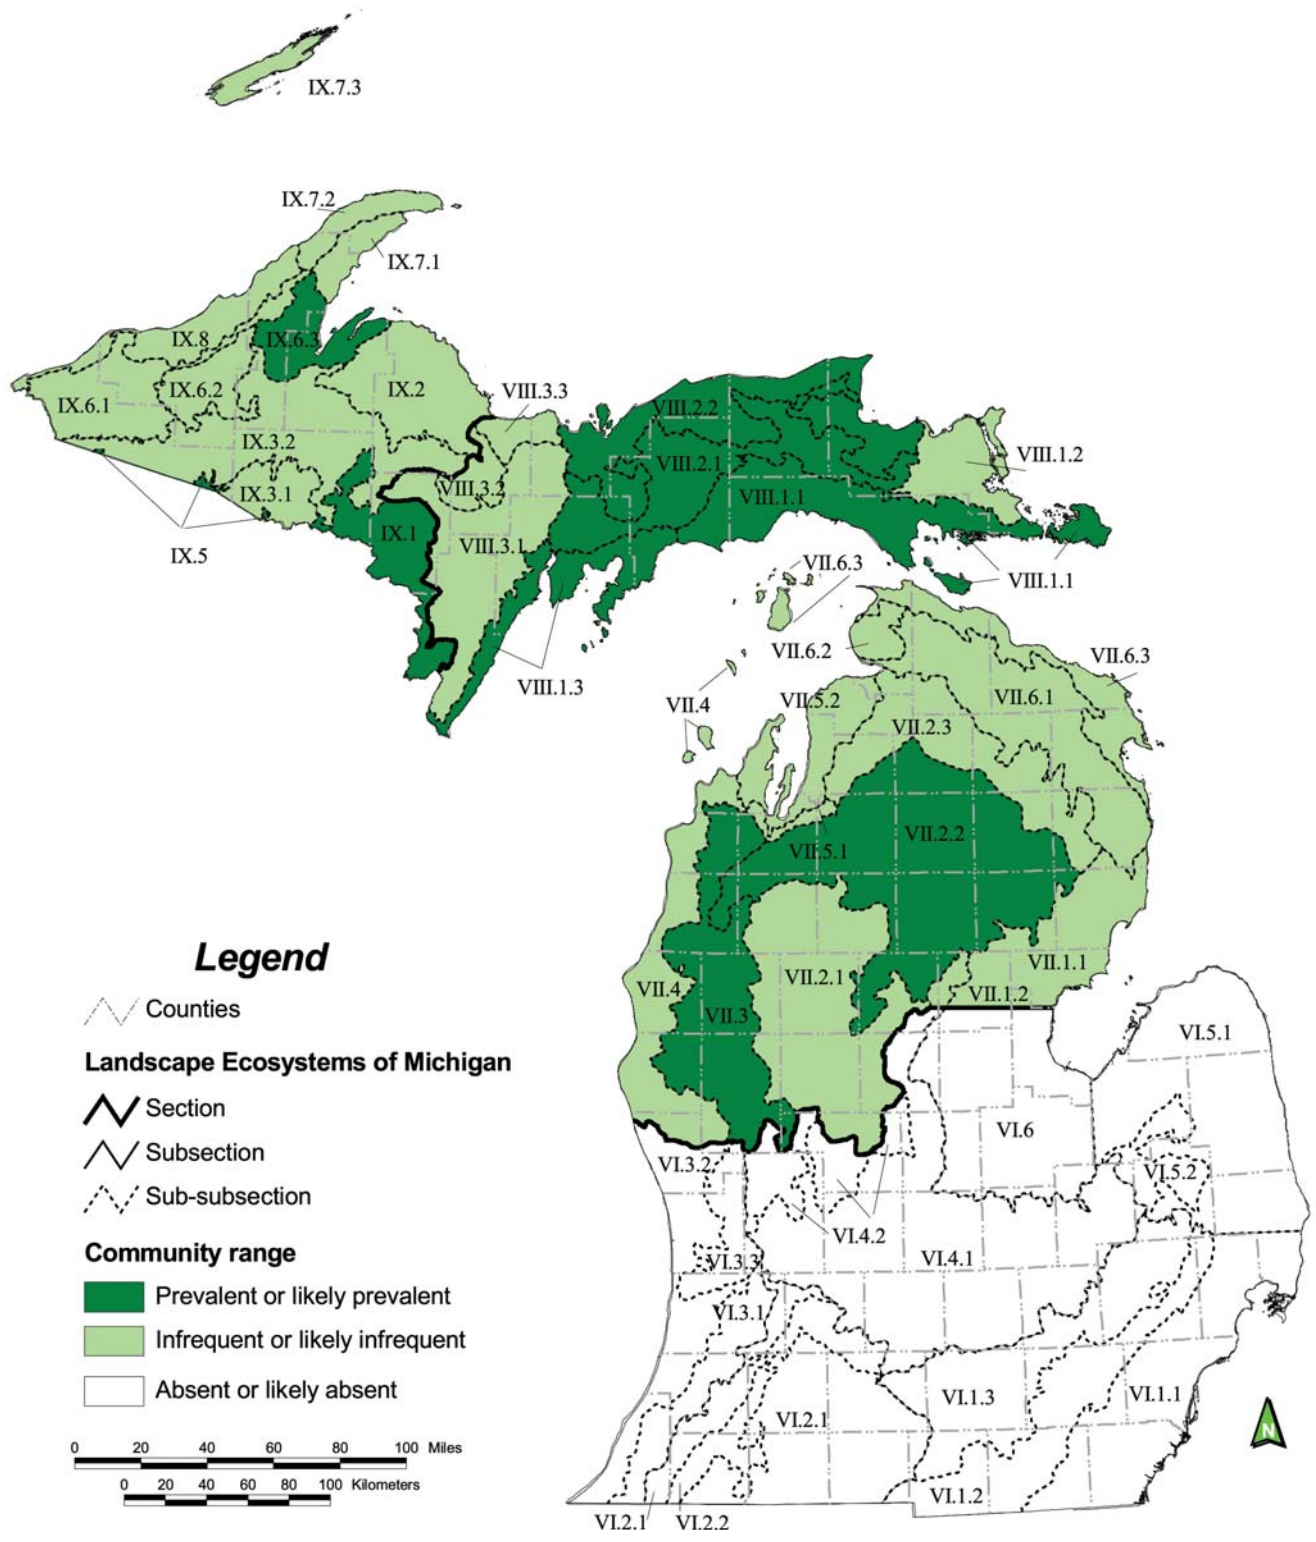 IX.7.3
IX.7.2
IX.7.1
IX.8
IX.6.3
IX.6.2
IX.2
IX.6.1
VIII.3.3
VIII.2.2
IX.3.2
VIII.1.2
VIII.2.1
IX.3.1
VIII.3.2
VIII.1.1
IX.1
VIII.3.1
IX.5
VII.6.3
VIII.1.1
VII.6.2
VII.6.3
VIII.1.3
VII.4
VII.5.2
VII.6.1
VII.2.3
VII.2.2
VII.5.1
VII.1.1
VII.2.1
VII.4
VII.1.2
VII.3
VI.5.1
VI.6
VI.3.2
VI.5.2
VI.4.2
VI.3.3
VI.4.1
VI.3.1
VI.1.3
VI.1.1
VI.2.1
VI.1.2
VI.2.1
VI.2.2
Legend
Counties
Landscape Ecosystems of Michigan
Section
Subsection
Sub-subsection
Community range
Prevalent or likely prevalent
Infrequent or likely infrequent
Absent or likely absent
0 20 40 60 80 100 Miles
0 20 40 60 80 100 Kilometers
N